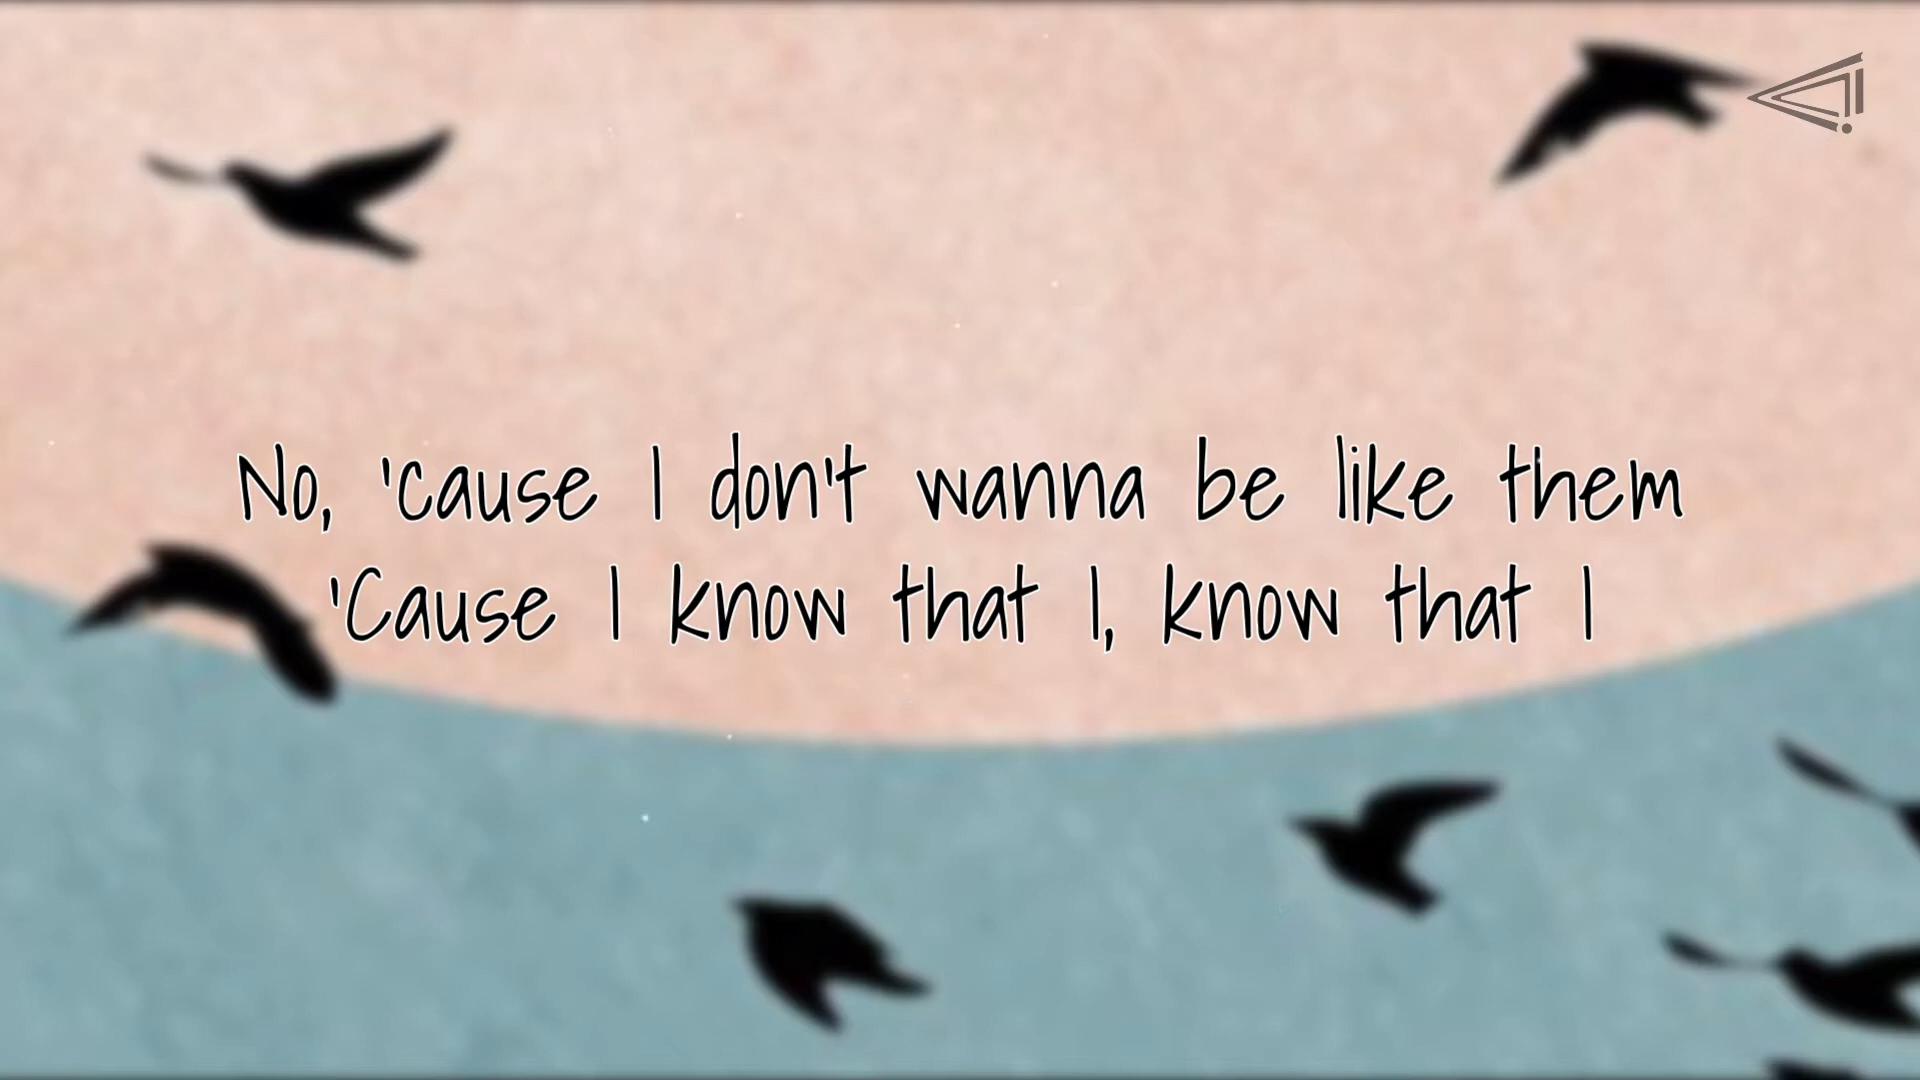 No, 'cause I don't wanna be like them
'Cause I know that I, know that I